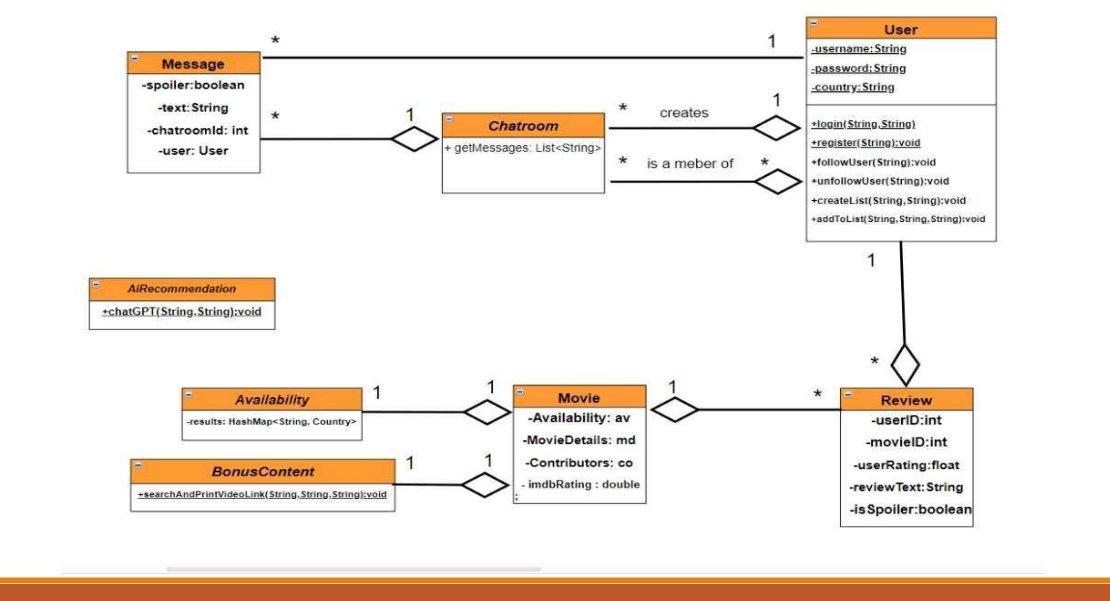 User
-username:String
-password:String
-country:String
+login(String,String)
+register(String):void
+followUser(String):void
+unfollowUser(String):void
+createList(String,String):void
+addToList(String,String,String):void
* 1
Message
-spoiler:boolean
-text:String
-chatroomId: int
-user: User
* 1
Chatroom
+ getMessages: List<String>
* creates 1
* is a meber of *
1
*
AiRecommendation
+chatGPT(String,String):void
Availability
-results: HashMap<String, Country>
1 1
BonusContent
+searchAndPrintVideoLink(String,String,String):void
1 1
Movie
-Availability: av
-MovieDetails: md
-Contributors: co
- imdbRating : double
:
1 *
Review
-userID:int
-movieID:int
-userRating:float
-reviewText:String
-isSpoiler:boolean